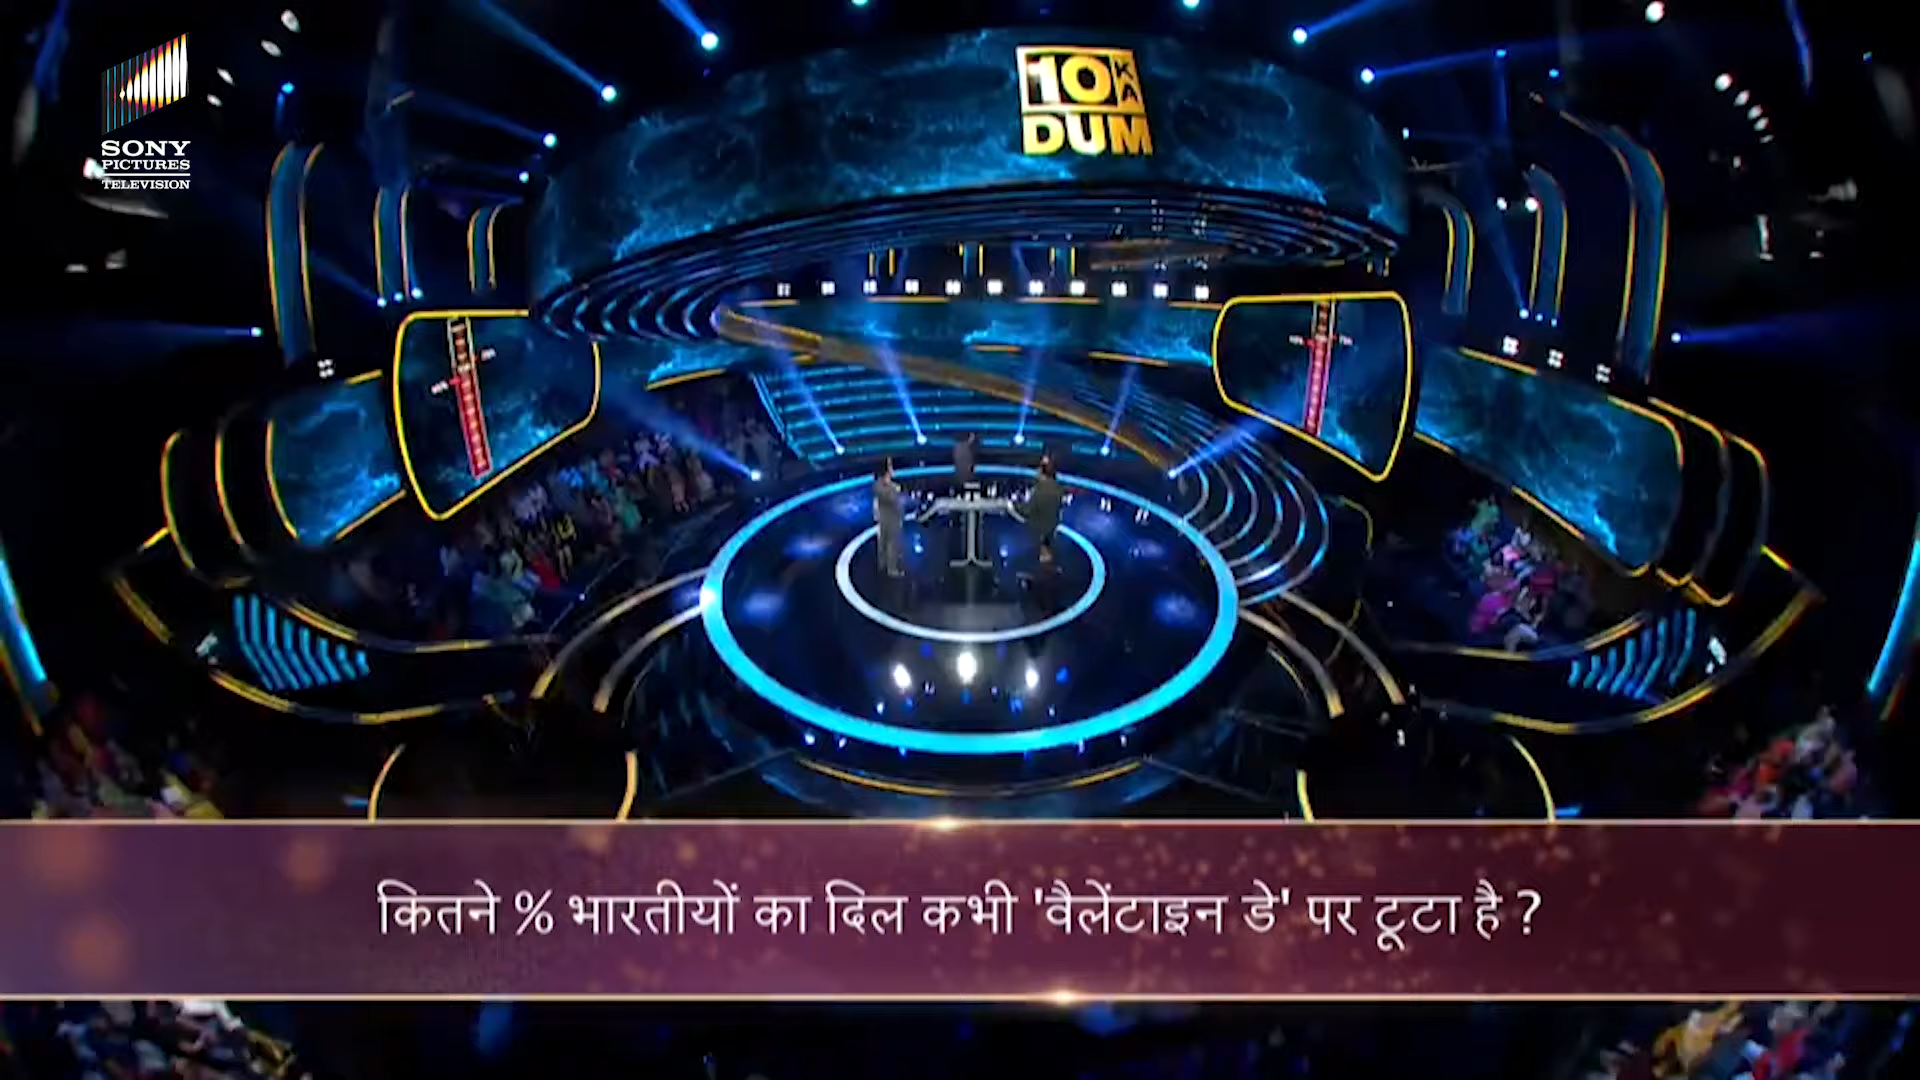 SONY
PICTURES
TELEVISION
10 KA
DUM
कितने % भारतीयों का दिल कभी 'वैलेंटाइन डे' पर टूटा है ?